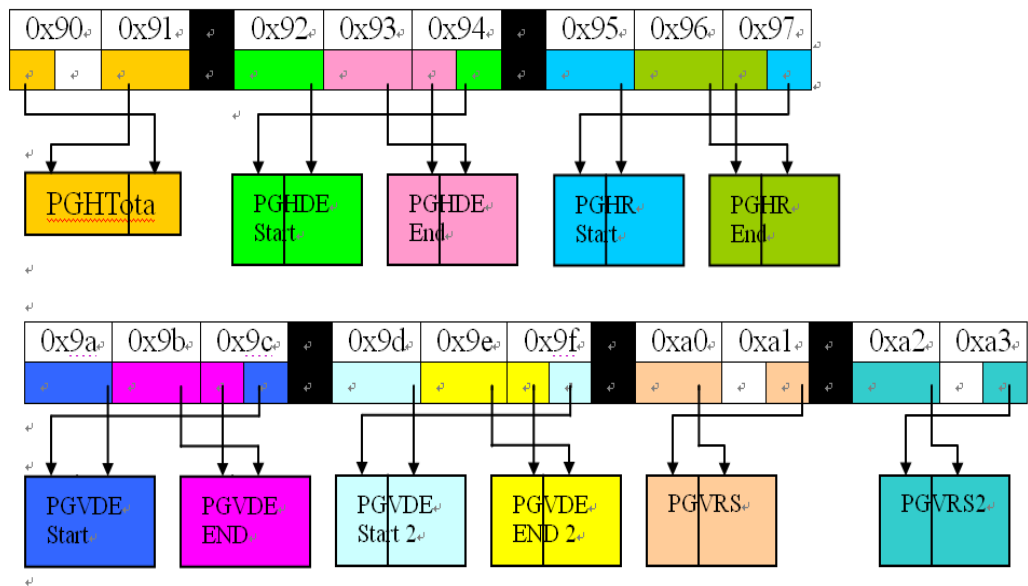 0x90 0x91 0x92 0x93 0x94 0x95 0x96 0x97
PGHTota
PGHDE
Start
PGHDE
End
PGHR
Start
PGHR
End
0x9a 0x9b 0x9c 0x9d 0x9e 0x9f 0xa0 0xa1 0xa2 0xa3
PGVDE
Start
PGVDE
END
PGVDE
Start 2
PGVDE
END 2
PGVRS
PGVRS2